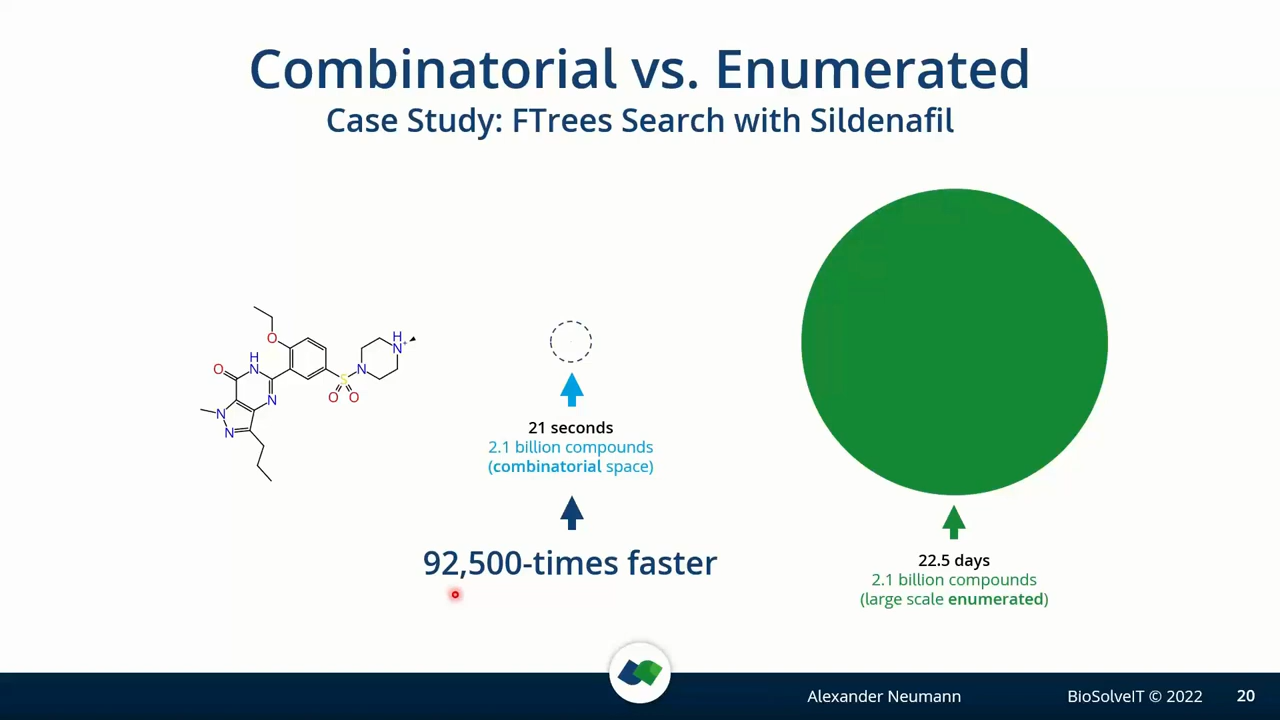 Combinatorial vs. Enumerated
Case Study: FTrees Search with Sildenafil
O
H
N
O
N
N
N
S
O
O
N
H
N+
21 seconds
2.1 billion compounds
(combinatorial space)
92,500-times faster
22.5 days
2.1 billion compounds
(large scale enumerated)
Alexander Neumann
BioSolveIT © 2022
20